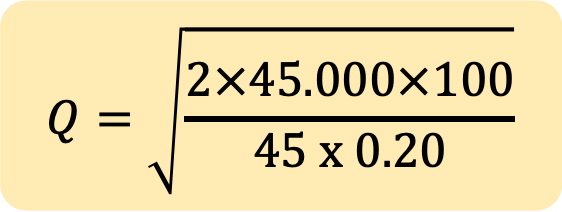 Q = √
2×45.000×100
45 x 0.20